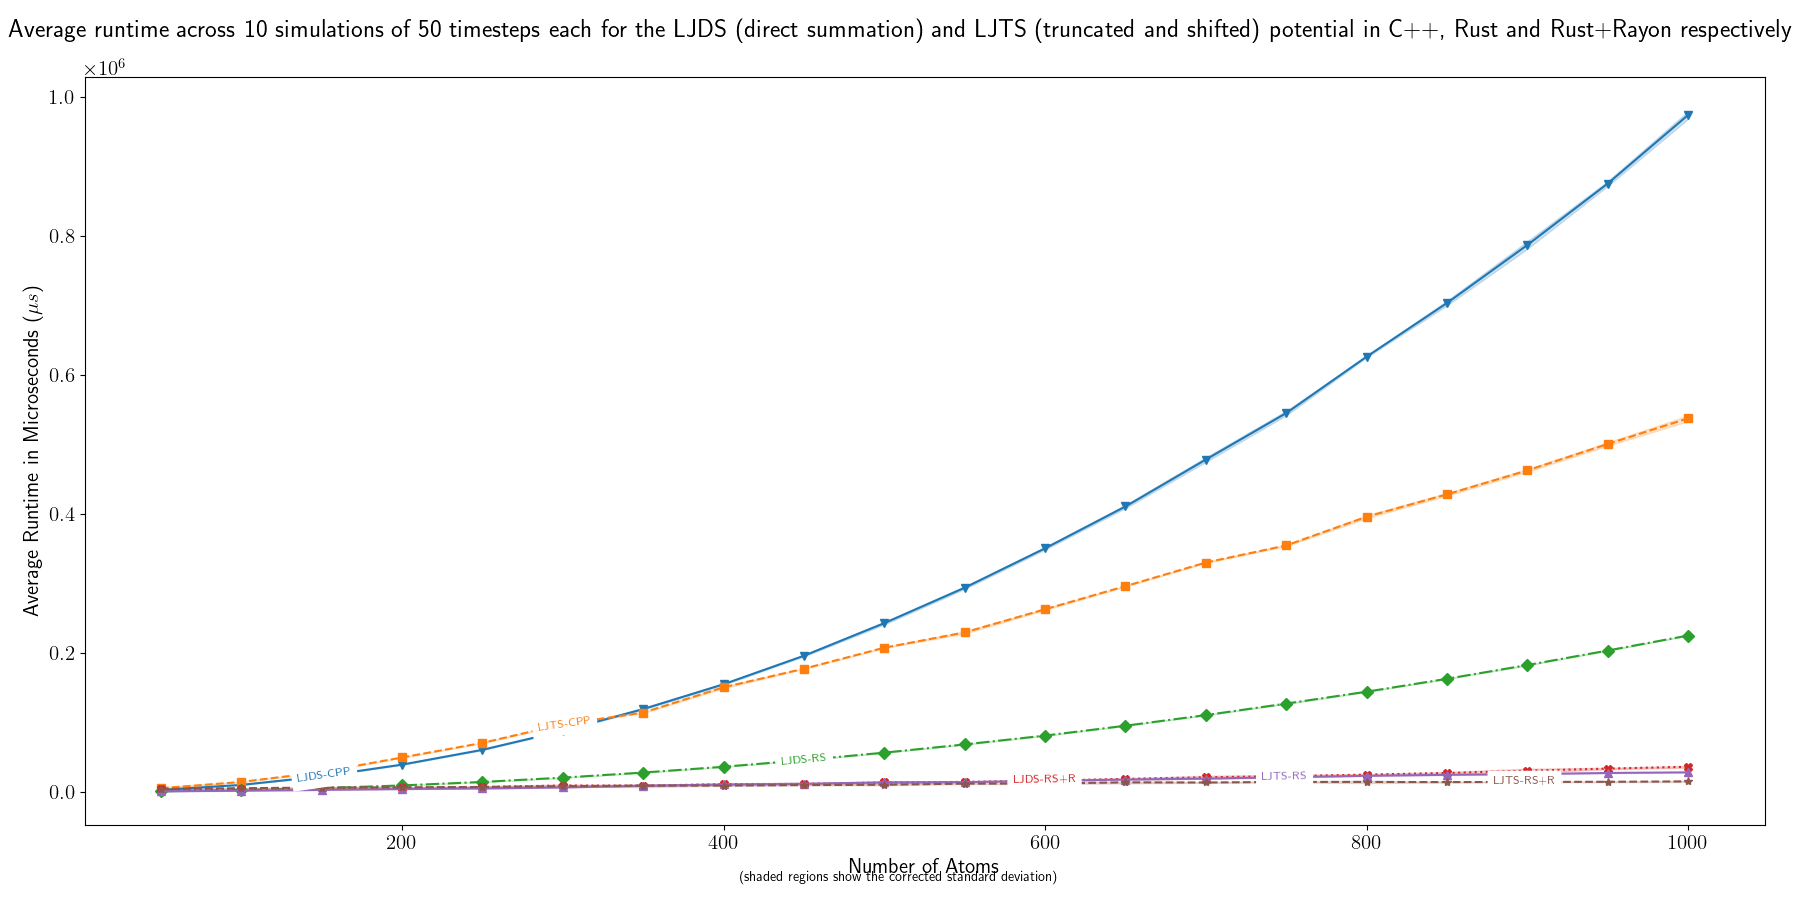 Average runtime across 10 simulations of 50 timesteps each for the LJDS (direct summation) and LJTS (truncated and shifted) potential in C++, Rust and Rust+Rayon respectively
×10⁶
1.0
0.8
0.6
0.4
0.2
0.0
Average Runtime in Microseconds (μs)
LJTS-CPP
LJDS-CPP
LJDS-RS
LJDS-RS+R
LJTS-RS
LJTS-RS+R
200
400
600
800
1000
Number of Atoms
(shaded regions show the corrected standard deviation)